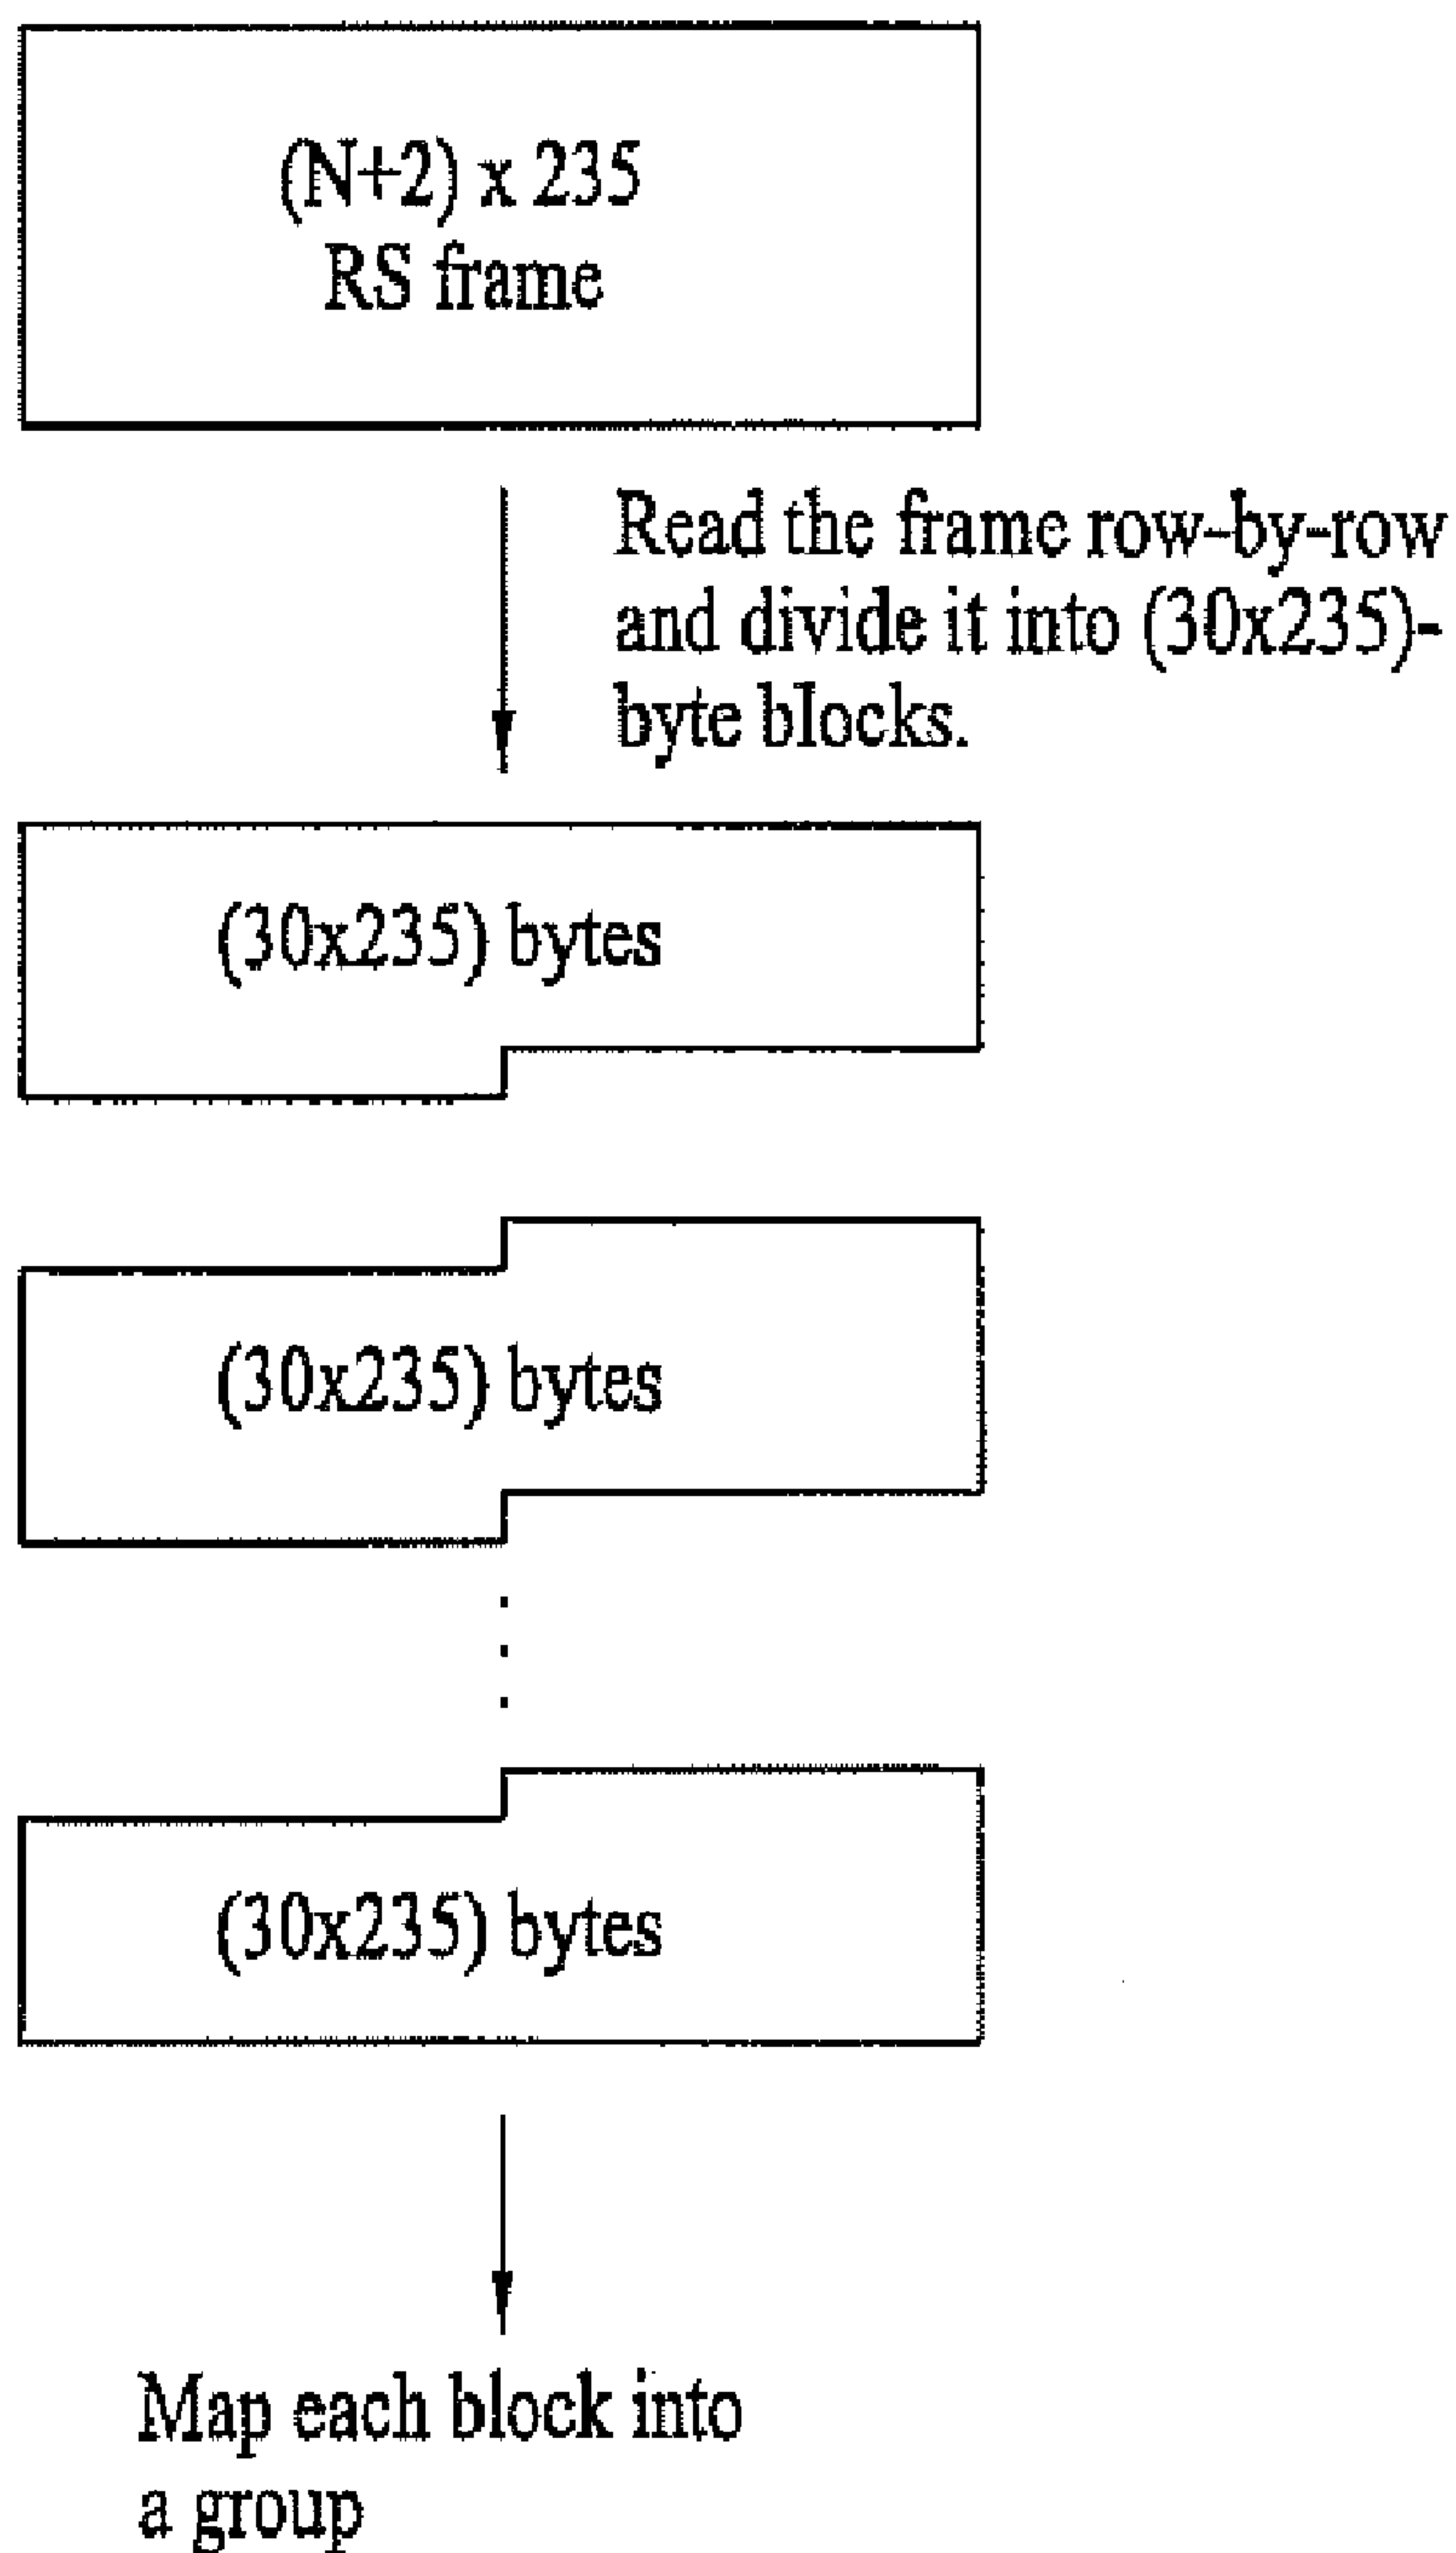 (N+2) x 235
RS frame
Read the frame row-by-row
and divide it into (30x235)-
byte blocks.
(30x235) bytes
(30x235) bytes
(30x235) bytes
Map each block into
a group